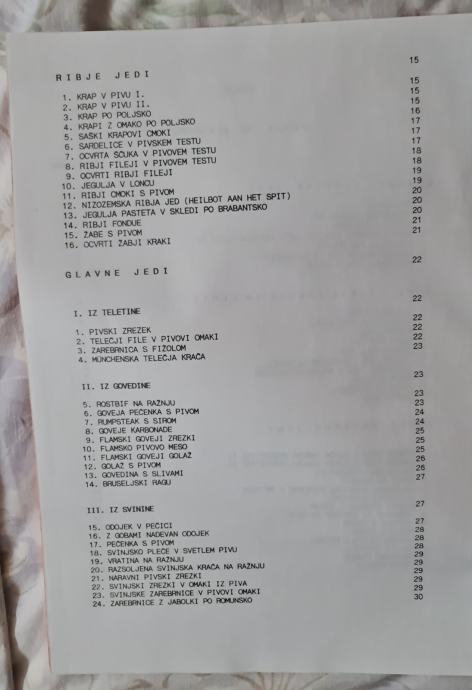 RIBJE JEDI 15
1. KRAP V PIVU I. 15
2. KRAP V PIVU II. 15
3. KRAP PO POLJSKO 15
4. KRAPI Z OMAKO PO POLJSKO 16
5. SAŠKI KRAPOVI CMOKI 17
6. SARDELICE V PIVSKEM TESTU 17
7. OCVRTA ŠČUKA V PIVOVEM TESTU 17
8. RIBJI FILEJI V PIVOVEM TESTU 18
9. OCVRTI RIBJI FILEJI 18
10. JEGULJA V LONCU 19
11. RIBJI CMOKI S PIVOM 19
12. NIZOZEMSKA RIBJA JED (HEILBOT AAN HET SPIT) 20
13. JEGULJA PASTETA V SKLEDI PO BRABANTSKO 20
14. RIBJI FONDUE 20
15. ŽABE S PIVOM 21
16. OCVRTI ŽABJI KRAKI 21
GLAVNE JEDI 22
I. IZ TELETINE 22
1. PIVSKI ZREZEK 22
2. TELEČJI FILE V PIVOVI OMAKI 22
3. ZAREBRNICA S FIŽOLOM 22
4. MÜNCHENSKA TELEČJA KRAČA 23
II. IZ GOVEDINE 23
5. ROSTBIF NA RAŽNJU 23
6. GOVEJA PEČENKA S PIVOM 23
7. RUMPSTEAK S SIROM 24
8. GOVEJE KARBONADE 24
9. FLAMSKI GOVEJI ZREZKI 25
10. FLAMSKO PIVOVO MESO 25
11. FLAMSKI GOVEJI GOLAŽ 25
12. GOLAŽ S PIVOM 26
13. GOVEDINA S SLIVAMI 26
14. BRUSELJSKI RAGU 27
III. IZ SVININE 27
15. ODOJEK V PEČICI 27
16. Z GOBAMI NADEVAN ODOJEK 28
17. PEČENKA S PIVOM 28
18. SVINJSKO PLEČE V SVETLEM PIVU 28
19. VRATINA NA RAŽNJU 29
20. RAZSOLJENA SVINJSKA KRAČA NA RAŽNJU 29
21. NARAVNI PIVSKI ZREZKI 29
22. SVINJSKI ZREZKI V OMAKI IZ PIVA 29
23. SVINJSKE ZAREBRNICE V PIVOVI OMAKI 29
24. ZAREBRNICE Z JABOLKI PO ROMUNSKO 30